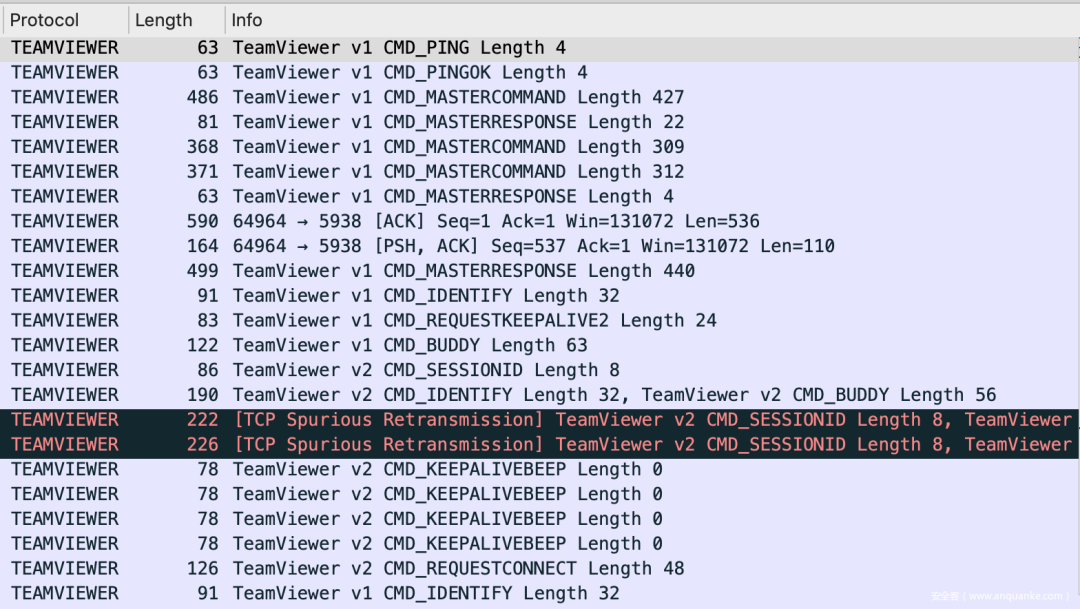 Protocol Length Info
TEAMVIEWER 63 TeamViewer v1 CMD_PING Length 4
TEAMVIEWER 63 TeamViewer v1 CMD_PINGOK Length 4
TEAMVIEWER 486 TeamViewer v1 CMD_MASTERCOMMAND Length 427
TEAMVIEWER 81 TeamViewer v1 CMD_MASTERRESPONSE Length 22
TEAMVIEWER 368 TeamViewer v1 CMD_MASTERCOMMAND Length 309
TEAMVIEWER 371 TeamViewer v1 CMD_MASTERCOMMAND Length 312
TEAMVIEWER 63 TeamViewer v1 CMD_MASTERRESPONSE Length 4
TEAMVIEWER 590 64964 → 5938 [ACK] Seq=1 Ack=1 Win=131072 Len=536
TEAMVIEWER 164 64964 → 5938 [PSH, ACK] Seq=537 Ack=1 Win=131072 Len=110
TEAMVIEWER 499 TeamViewer v1 CMD_MASTERRESPONSE Length 440
TEAMVIEWER 91 TeamViewer v1 CMD_IDENTIFY Length 32
TEAMVIEWER 83 TeamViewer v1 CMD_REQUESTKEEPALIVE2 Length 24
TEAMVIEWER 122 TeamViewer v1 CMD_BUDDY Length 63
TEAMVIEWER 86 TeamViewer v2 CMD_SESSIONID Length 8
TEAMVIEWER 190 TeamViewer v2 CMD_IDENTIFY Length 32, TeamViewer v2 CMD_BUDDY Length 56
TEAMVIEWER 222 [TCP Spurious Retransmission] TeamViewer v2 CMD_SESSIONID Length 8, TeamViewer
TEAMVIEWER 226 [TCP Spurious Retransmission] TeamViewer v2 CMD_SESSIONID Length 8, TeamViewer
TEAMVIEWER 78 TeamViewer v2 CMD_KEEPALIVEBEEP Length 0
TEAMVIEWER 78 TeamViewer v2 CMD_KEEPALIVEBEEP Length 0
TEAMVIEWER 78 TeamViewer v2 CMD_KEEPALIVEBEEP Length 0
TEAMVIEWER 78 TeamViewer v2 CMD_KEEPALIVEBEEP Length 0
TEAMVIEWER 126 TeamViewer v2 CMD_REQUESTCONNECT Length 48
TEAMVIEWER 91 TeamViewer v1 CMD_IDENTIFY Length 32
安全客（www.anquanke.com）